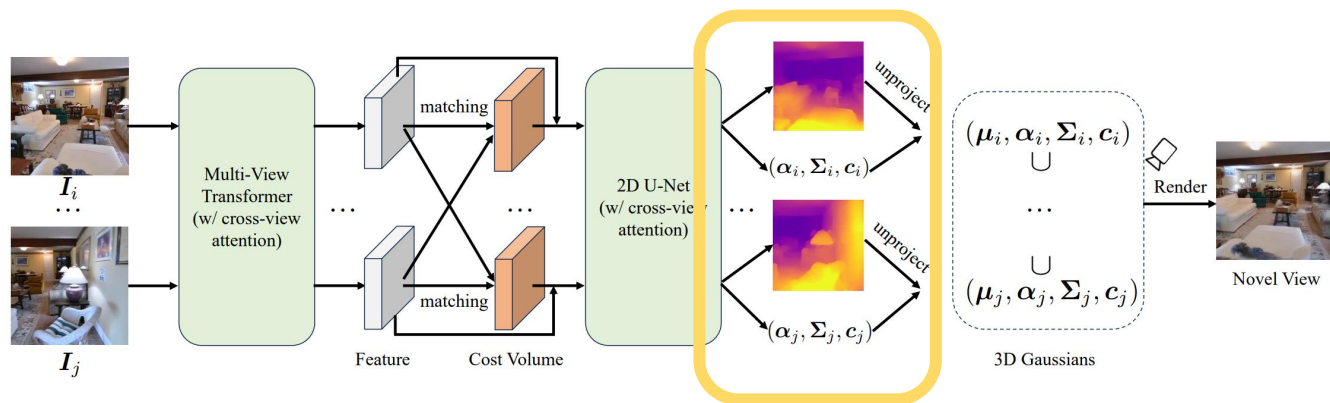 I_i
...
I_j
Multi-View
Transformer
(w/ cross-view
attention)
...
matching
...
matching
Feature
Cost Volume
2D U-Net
(w/ cross-view
attention)
...
unproject
(α_i, Σ_i, c_i)
unproject
(α_j, Σ_j, c_j)
(μ_i, α_i, Σ_i, c_i)
∪
...
∪
(μ_j, α_j, Σ_j, c_j)
3D Gaussians
Render
Novel View